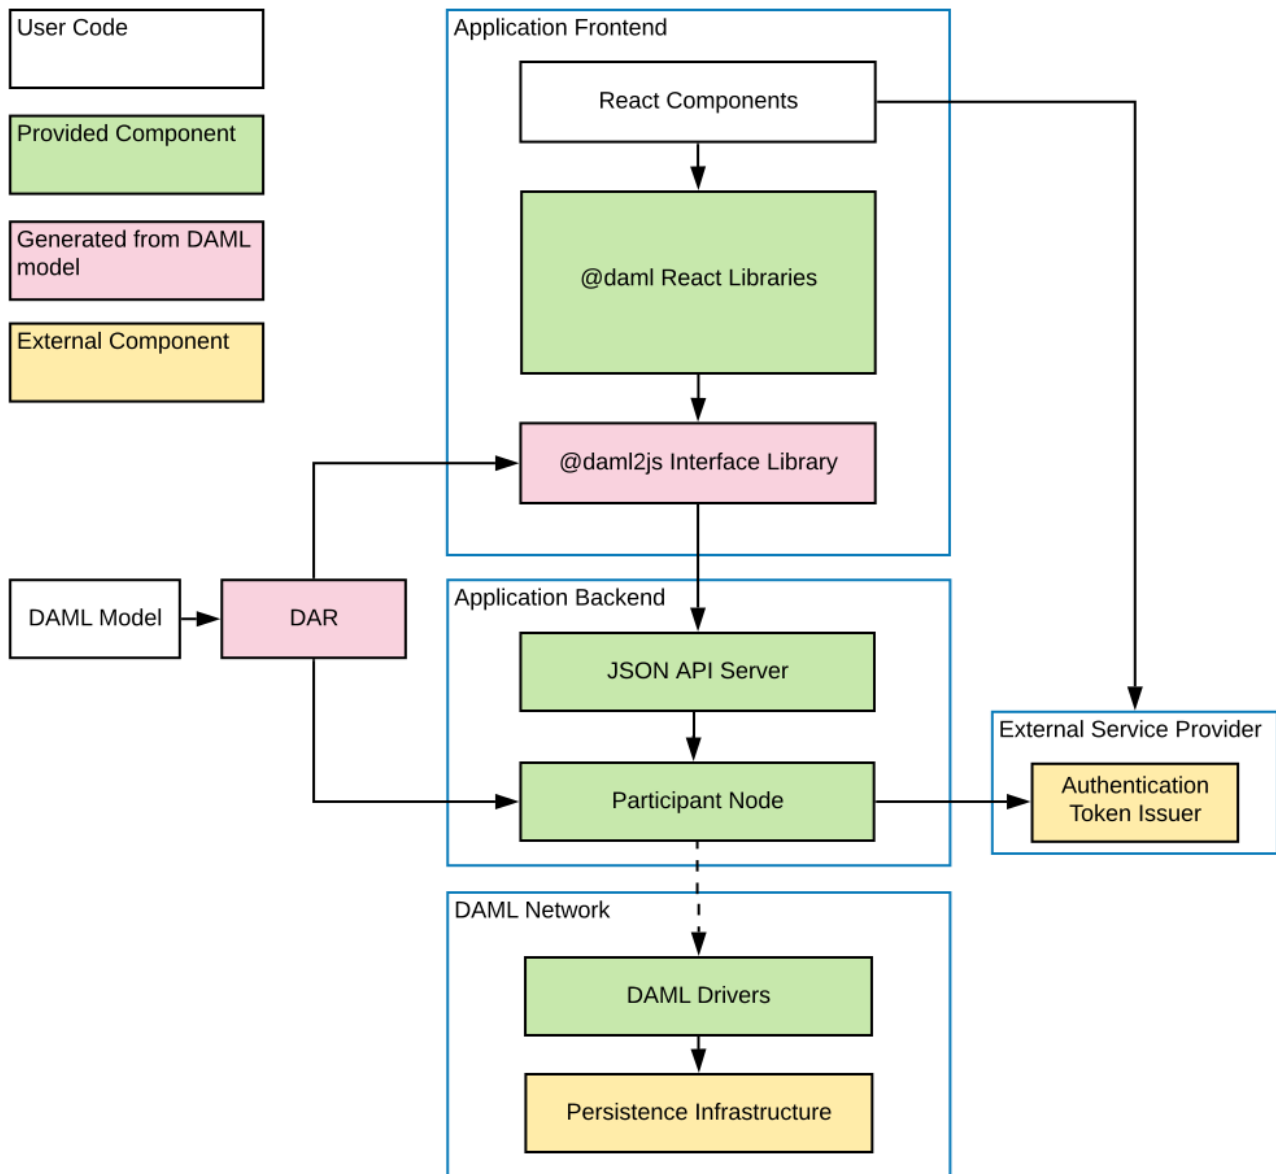 User Code
Provided Component
Generated from DAML
model
External Component
Application Frontend
React Components
@daml React Libraries
@daml2js Interface Library
DAML Model
DAR
Application Backend
JSON API Server
Participant Node
External Service Provider
Authentication
Token Issuer
DAML Network
DAML Drivers
Persistence Infrastructure